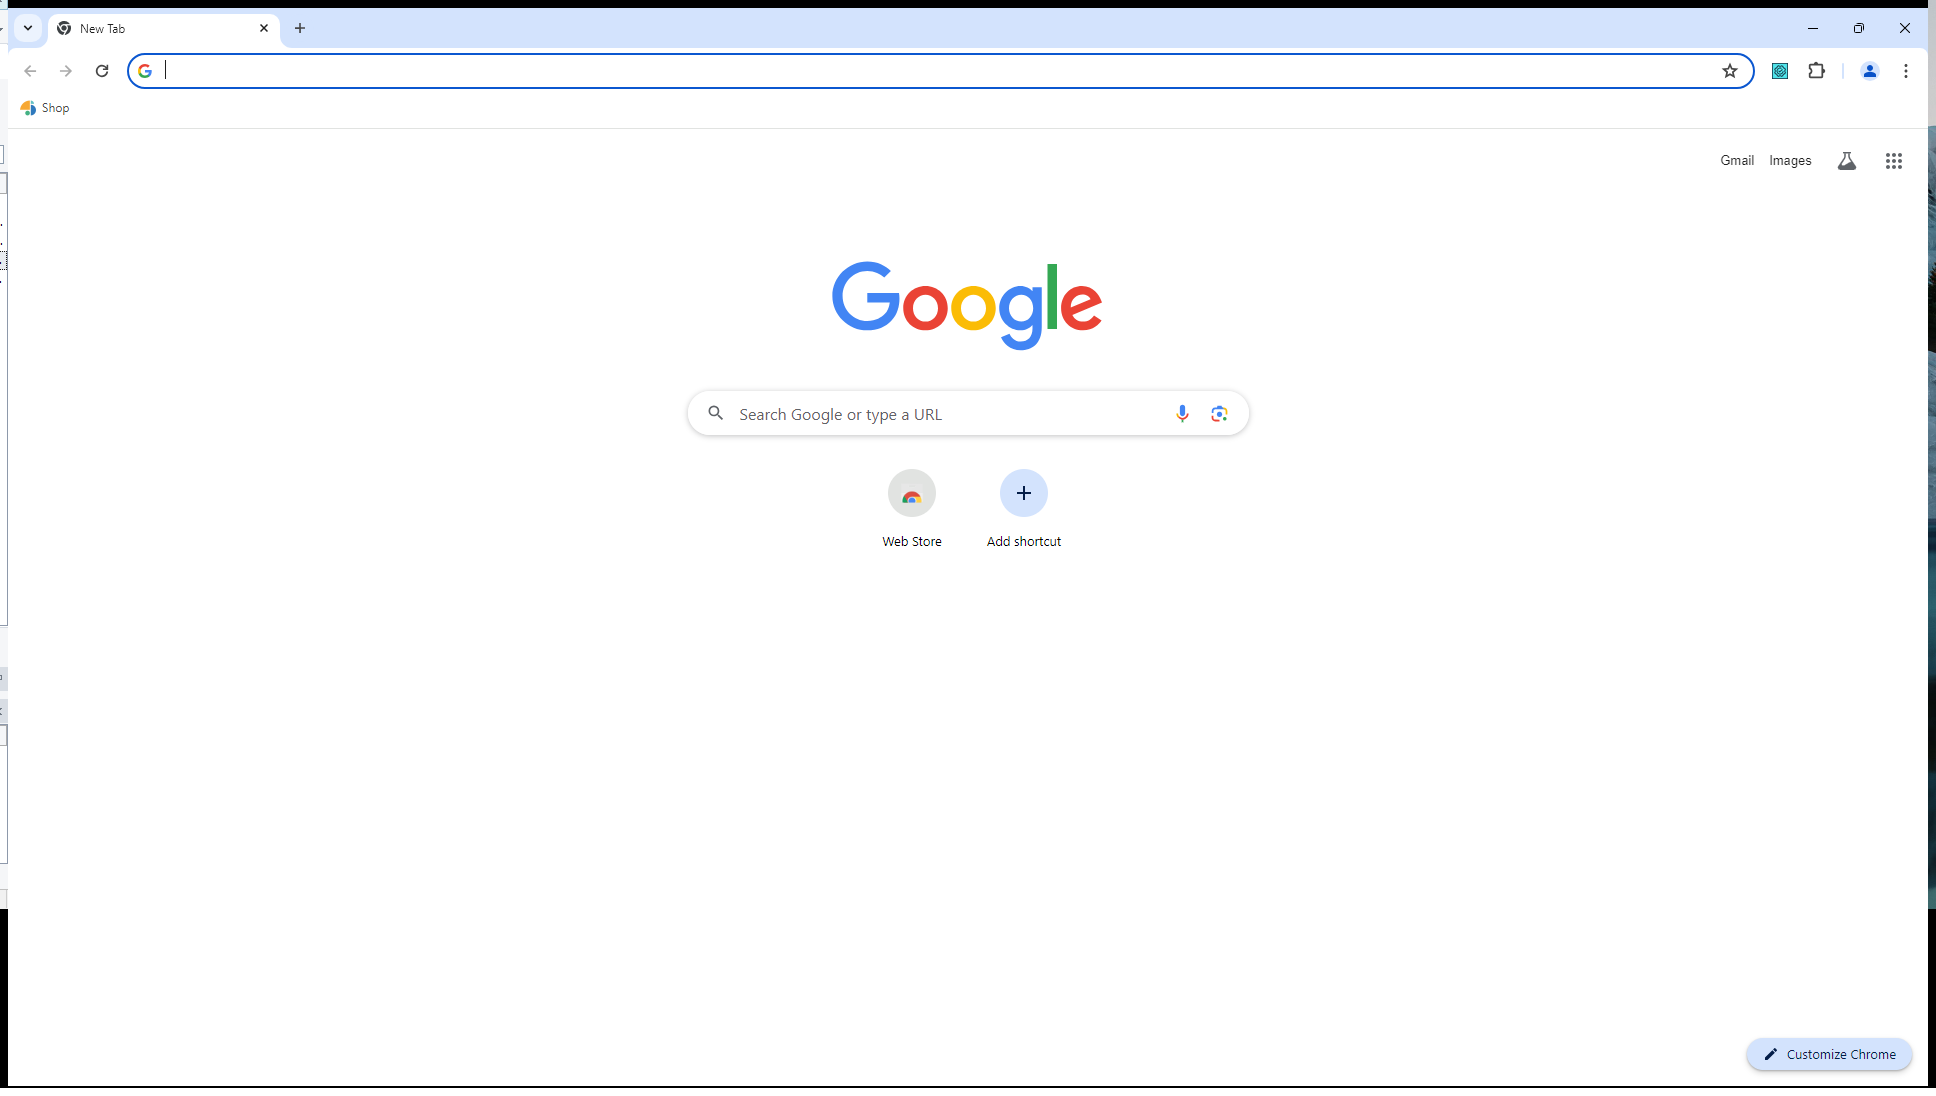 New Tab
Shop
Gmail Images
Google
Search Google or type a URL
Web Store Add shortcut
Customize Chrome